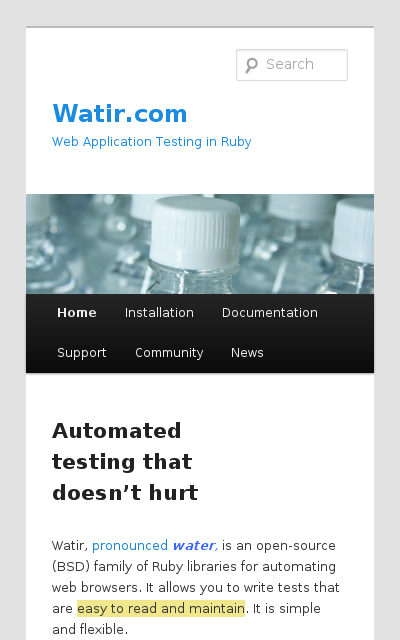 Search
Watir.com
Web Application Testing in Ruby
Home Installation Documentation
Support Community News
Automated
testing that
doesn’t hurt
Watir, pronounced water, is an open-source
(BSD) family of Ruby libraries for automating
web browsers. It allows you to write tests that
are easy to read and maintain. It is simple
and flexible.